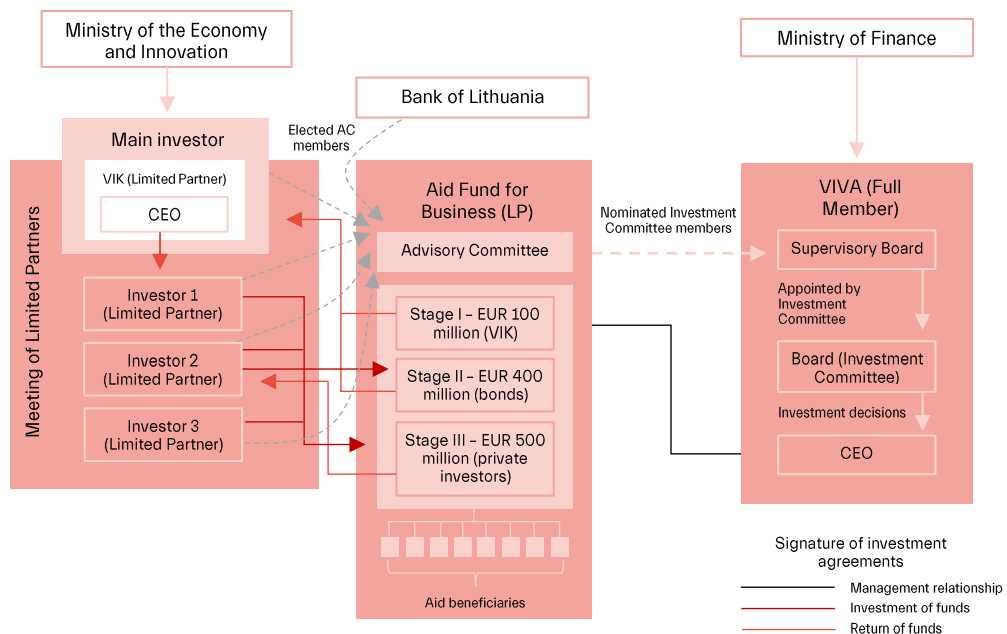 Ministry of the Economy
and Innovation
Ministry of Finance
Bank of Lithuania
Elected AC
members
Main investor
VIK (Limited Partner)
CEO
Meeting of Limited Partners
Investor 1
(Limited Partner)
Investor 2
(Limited Partner)
Investor 3
(Limited Partner)
Aid Fund for
Business (LP)
Advisory Committee
Stage I – EUR 100
million (VIK)
Stage II – EUR 400
million (bonds)
Stage III – EUR 500
million (private
investors)
Aid beneficiaries
Nominated Investment
Committee members
VIVA (Full
Member)
Supervisory Board
Appointed by
Investment
Committee
Board (Investment
Committee)
Investment decisions
CEO
Signature of investment
agreements
Management relationship
Investment of funds
Return of funds